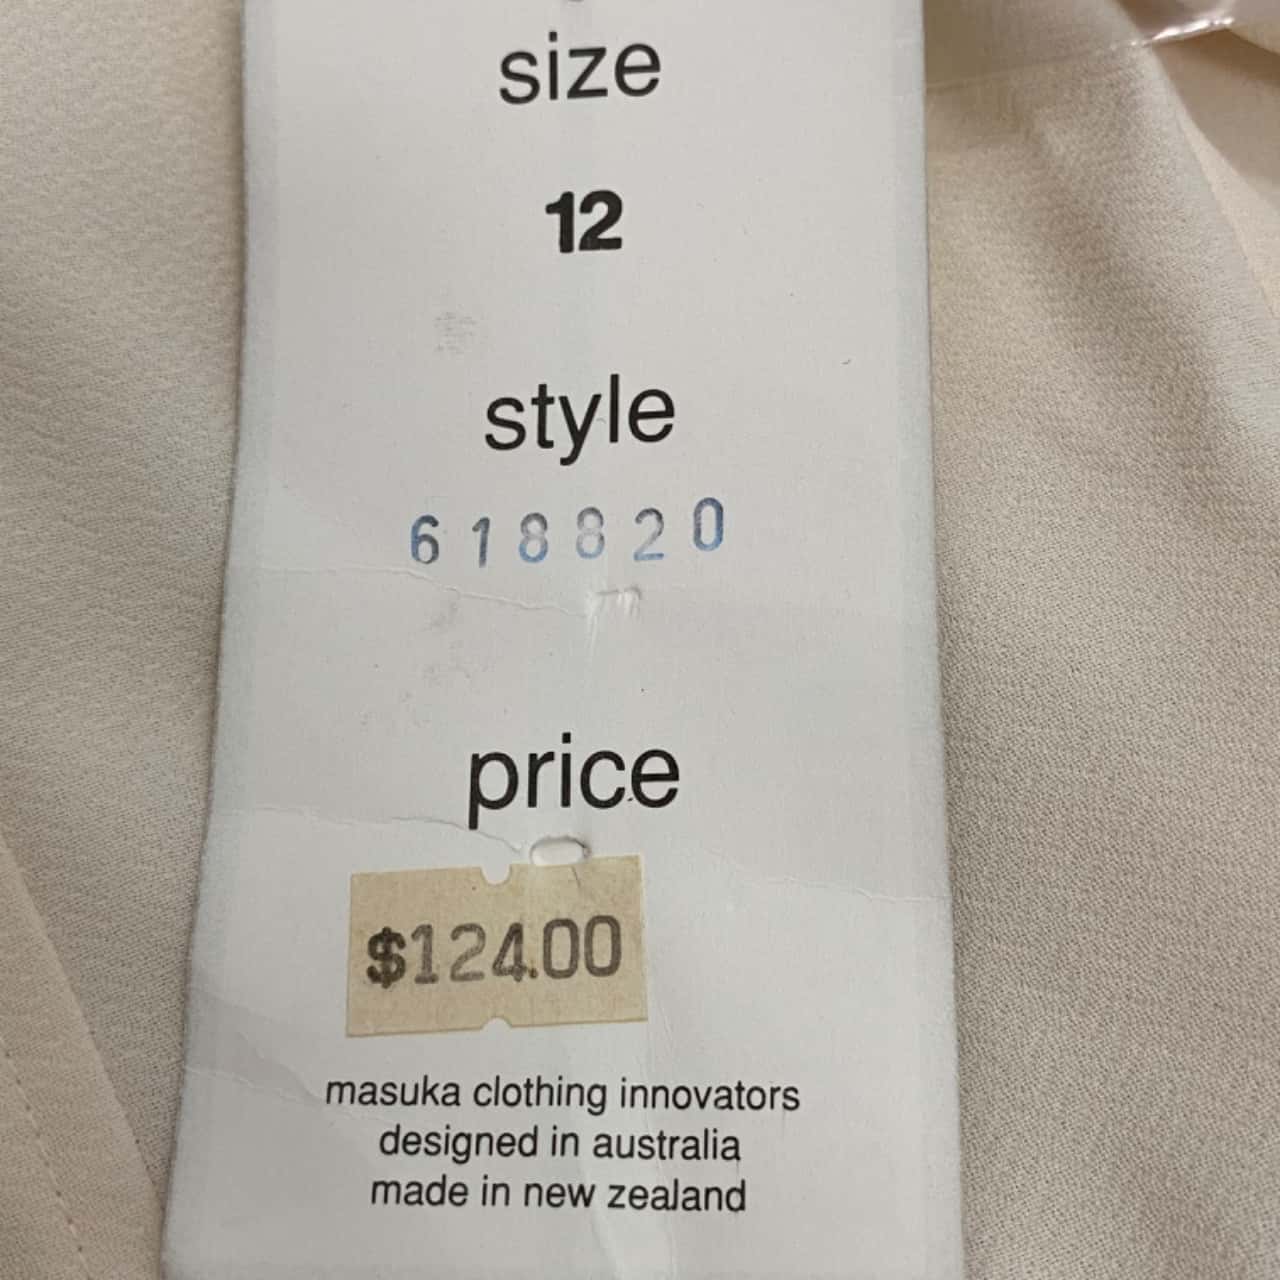 size
12
style
618820
price
$124.00
masuka clothing innovators
designed in australia
made in new zealand